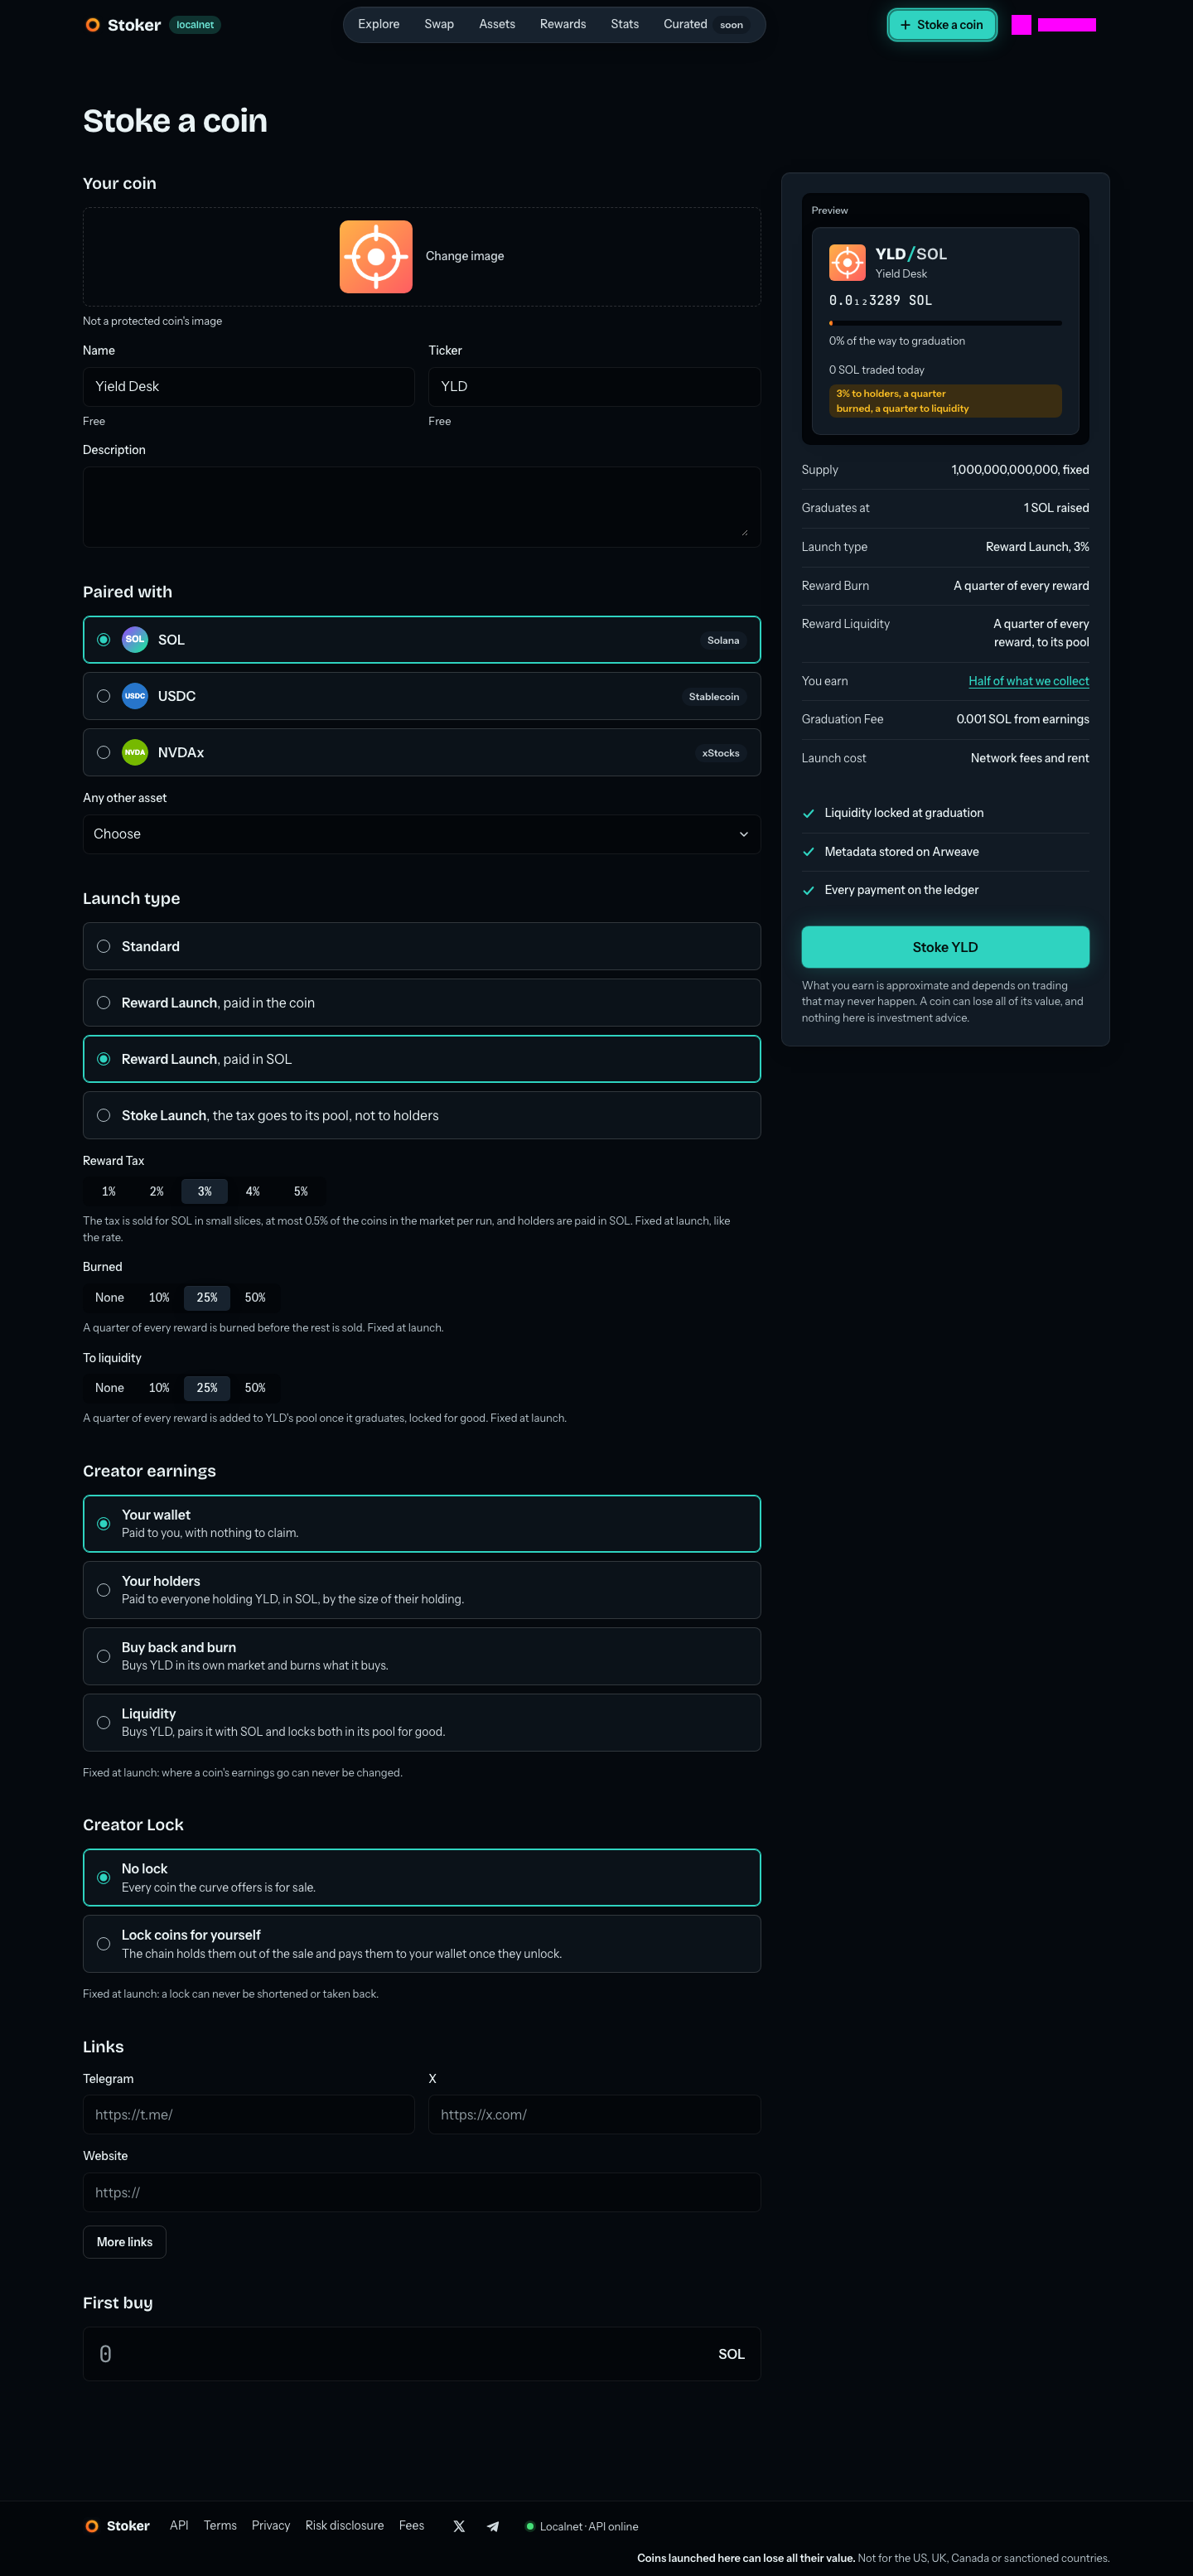 Stoker localnet Explore Swap Assets Rewards Stats Curated soon + Stoke a coin
Stoke a coin
Your coin
Change image
Not a protected coin's image
Name Ticker
Yield Desk YLD
Free Free
Description
Paired with
SOL SOL Solana
USDC USDC Stablecoin
NVDA NVDAx xStocks
Any other asset
Choose
Launch type
Standard
Reward Launch, paid in the coin
Reward Launch, paid in SOL
Stoke Launch, the tax goes to its pool, not to holders
Reward Tax
1% 2% 3% 4% 5%
The tax is sold for SOL in small slices, at most 0.5% of the coins in the market per run, and holders are paid in SOL. Fixed at launch, like
the rate.
Burned
None 10% 25% 50%
A quarter of every reward is burned before the rest is sold. Fixed at launch.
To liquidity
None 10% 25% 50%
A quarter of every reward is added to YLD's pool once it graduates, locked for good. Fixed at launch.
Creator earnings
Your wallet
Paid to you, with nothing to claim.
Your holders
Paid to everyone holding YLD, in SOL, by the size of their holding.
Buy back and burn
Buys YLD in its own market and burns what it buys.
Liquidity
Buys YLD, pairs it with SOL and locks both in its pool for good.
Fixed at launch: where a coin's earnings go can never be changed.
Creator Lock
No lock
Every coin the curve offers is for sale.
Lock coins for yourself
The chain holds them out of the sale and pays them to your wallet once they unlock.
Fixed at launch: a lock can never be shortened or taken back.
Links
Telegram X
https://t.me/ https://x.com/
Website
https://
More links
First buy
0 SOL
Preview
YLD/SOL
Yield Desk
0.0₁₂3289 SOL
0% of the way to graduation
0 SOL traded today
3% to holders, a quarter
burned, a quarter to liquidity
Supply 1,000,000,000,000, fixed
Graduates at 1 SOL raised
Launch type Reward Launch, 3%
Reward Burn A quarter of every reward
Reward Liquidity A quarter of every
reward, to its pool
You earn Half of what we collect
Graduation Fee 0.001 SOL from earnings
Launch cost Network fees and rent
Liquidity locked at graduation
Metadata stored on Arweave
Every payment on the ledger
Stoke YLD
What you earn is approximate and depends on trading
that may never happen. A coin can lose all of its value, and
nothing here is investment advice.
Stoker API Terms Privacy Risk disclosure Fees Localnet · API online
Coins launched here can lose all their value. Not for the US, UK, Canada or sanctioned countries.